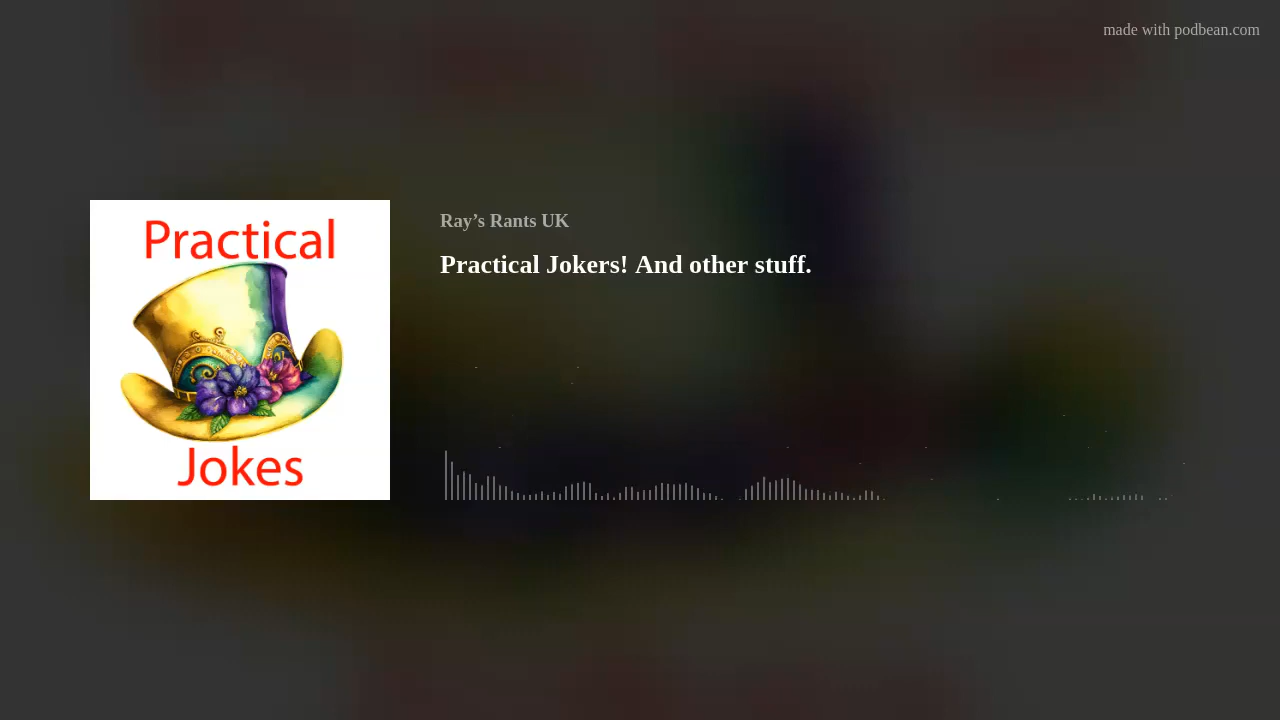 made with podbean.com
Practical
Jokes
Ray’s Rants UK
Practical Jokers! And other stuff.